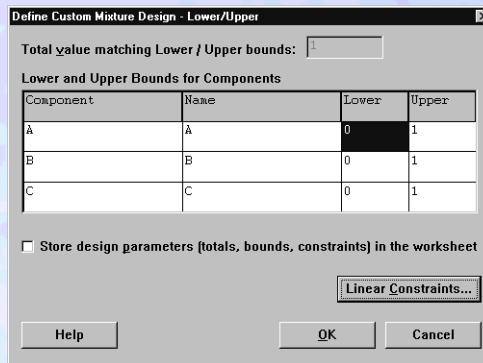 Define Custom Mixture Design - Lower/Upper
Total value matching Lower / Upper bounds: 1
Lower and Upper Bounds for Components
Component Name Lower Upper
A A 0 1
B B 0 1
C C 0 1
Store design parameters (totals, bounds, constraints) in the worksheet
Linear Constraints...
Help OK Cancel